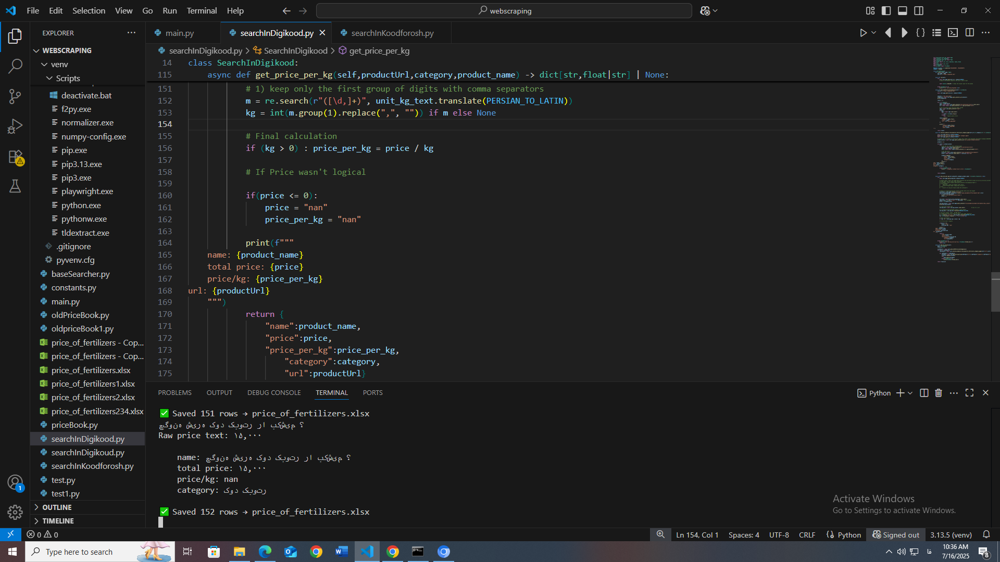 File Edit Selection View Go Run Terminal Help
webscraping
EXPLORER
WEBSCRAPING
venv
Scripts
deactivate.bat
f2py.exe
normalizer.exe
numpy-config.exe
pip.exe
pip3.13.exe
pip3.exe
playwright.exe
python.exe
pythonw.exe
tldextract.exe
.gitignore
pyvenv.cfg
baseSearcher.py
constants.py
main.py
oldPriceBook.py
oldpriceBook1.py
price_of_fertilizers - Cop...
price_of_fertilizers - Cop...
price_of_fertilizers.xlsx
price_of_fertilizers1.xlsx
price_of_fertilizers2.xlsx
price_of_fertilizers234.xlsx
priceBook.py
searchInDigikood.py
searchInDigikoud.py
searchInKoodforosh.py
test.py
test1.py
OUTLINE
TIMELINE
main.py searchInDigikood.py searchInKoodforosh.py
searchInDigikood.py > SearchInDigikood > get_price_per_kg
14 class SearchInDigikood:
115 async def get_price_per_kg(self,productUrl,category,product_name) -> dict[str,float|str] | None:
151 # 1) keep only the first group of digits with comma separators
152 m = re.search(r"([\d,]+)", unit_kg_text.translate(PERSIAN_TO_LATIN))
153 kg = int(m.group(1).replace(",", "")) if m else None
154
155 # Final calculation
156 if (kg > 0) : price_per_kg = price / kg
157
158 # If Price wasn't logical
159
160 if(price <= 0):
161 price = "nan"
162 price_per_kg = "nan"
163
164 print(f"""
165 name: {product_name}
166 total price: {price}
167 price/kg: {price_per_kg}
168 url: {productUrl}
169 """)
170 return {
171 "name":product_name,
172 "price":price,
173 "price_per_kg":price_per_kg,
174 "category":category,
175 "url":productUrl}
PROBLEMS OUTPUT DEBUG CONSOLE TERMINAL PORTS
Python
✅ Saved 151 rows → price_of_fertilizers.xlsx
چگونه شیره کود کبوتر را بکشیم ؟
Raw price text: ۱۵,۰۰۰
name: چگونه شیره کود کبوتر را بکشیم ؟
total price: ۱۵,۰۰۰
price/kg: nan
category: کود کبوتر
✅ Saved 152 rows → price_of_fertilizers.xlsx
Activate Windows
Go to Settings to activate Windows.
0 0
Ln 154, Col 1 Spaces: 4 UTF-8 CRLF Python Signed out 3.13.5 (venv)
1
Type here to search
فا
10:36 AM
7/16/2025
8